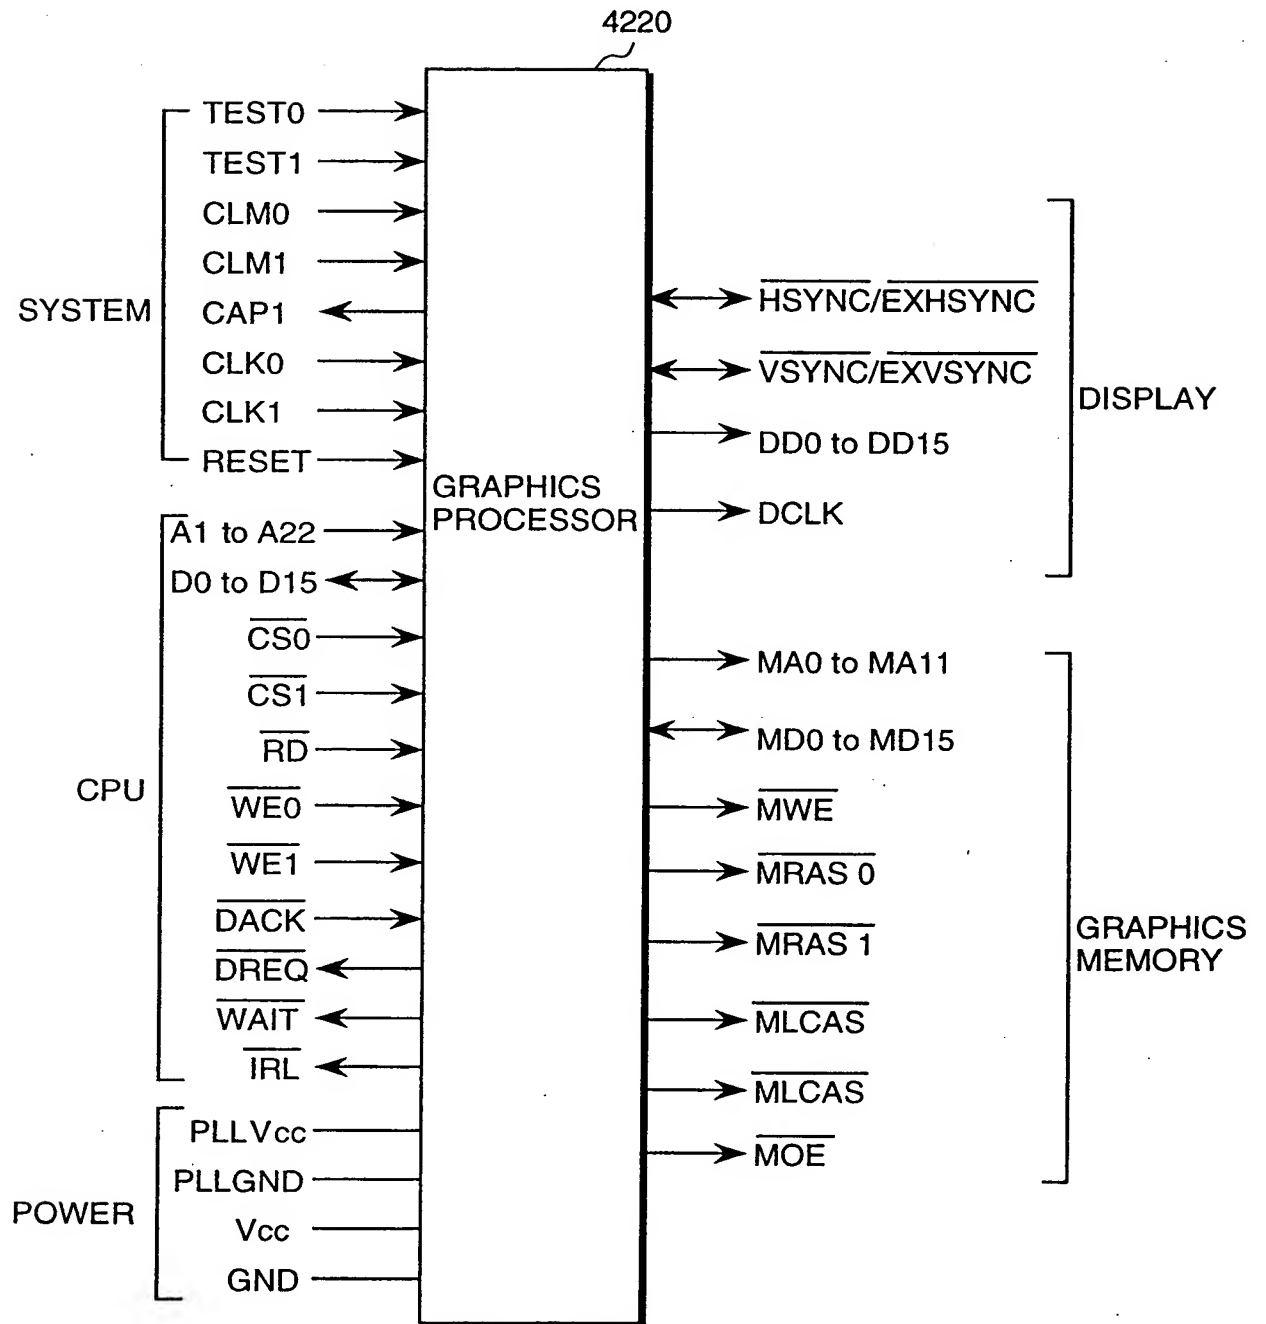 4220
TEST0
TEST1
CLM0
CLM1
SYSTEM
CAP1
CLK0
CLK1
RESET
A1 to A22
D0 to D15
CS0
CS1
RD
CPU
WE0
WE1
DACK
DREQ
WAIT
IRL
PLLVcc
PLLGND
POWER
Vcc
GND
GRAPHICS
PROCESSOR
HSYNC/EXHSYNC
VSYNC/EXVSYNC
DISPLAY
DD0 to DD15
DCLK
MA0 to MA11
MD0 to MD15
MWE
MRAS 0
MRAS 1
GRAPHICS
MEMORY
MLCAS
MLCAS
MOE